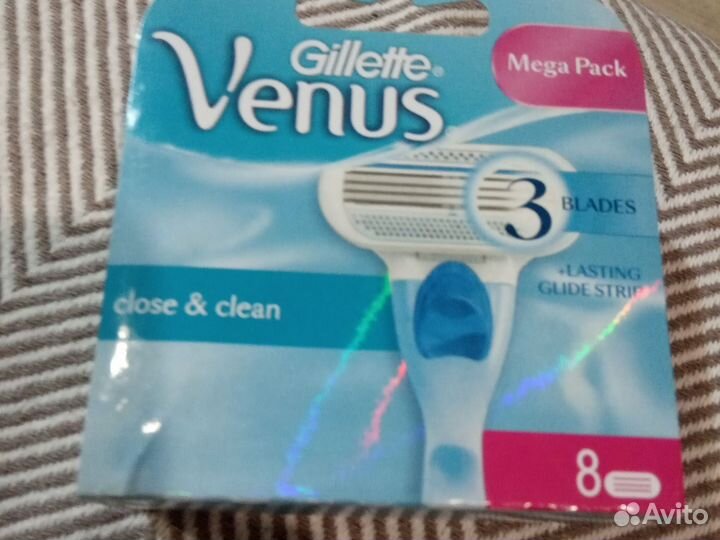 Gillette®
Venus
Mega Pack
3 BLADES
+LASTING
GLIDE STRIP
close & clean
8
Avito